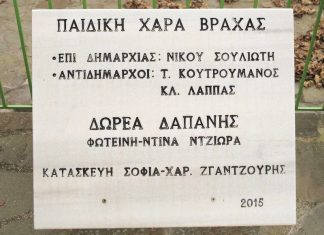 ΠΑΙΔΙΚΗ ΧΑΡΑ ΒΡΑΧΑΣ
•ΕΠΙ ΔΗΜΑΡΧΙΑΣ: ΝΙΚΟΥ ΣΟΥΛΙΩΤΗ
•ΑΝΤΙΔΗΜΑΡΧΟΙ: Τ. ΚΟΥΤΡΟΥΜΑΝΟΣ
ΚΛ. ΛΑΠΠΑΣ
ΔΩΡΕΑ ΔΑΠΑΝΗΣ
ΦΩΤΕΙΝΗ-ΝΤΙΝΑ ΝΤΖΙΩΡΑ
ΚΑΤΑΣΚΕΥΗ ΣΟΦΙΑ-ΧΑΡ. ΖΓΑΝΤΖΟΥΡΗΣ
2015